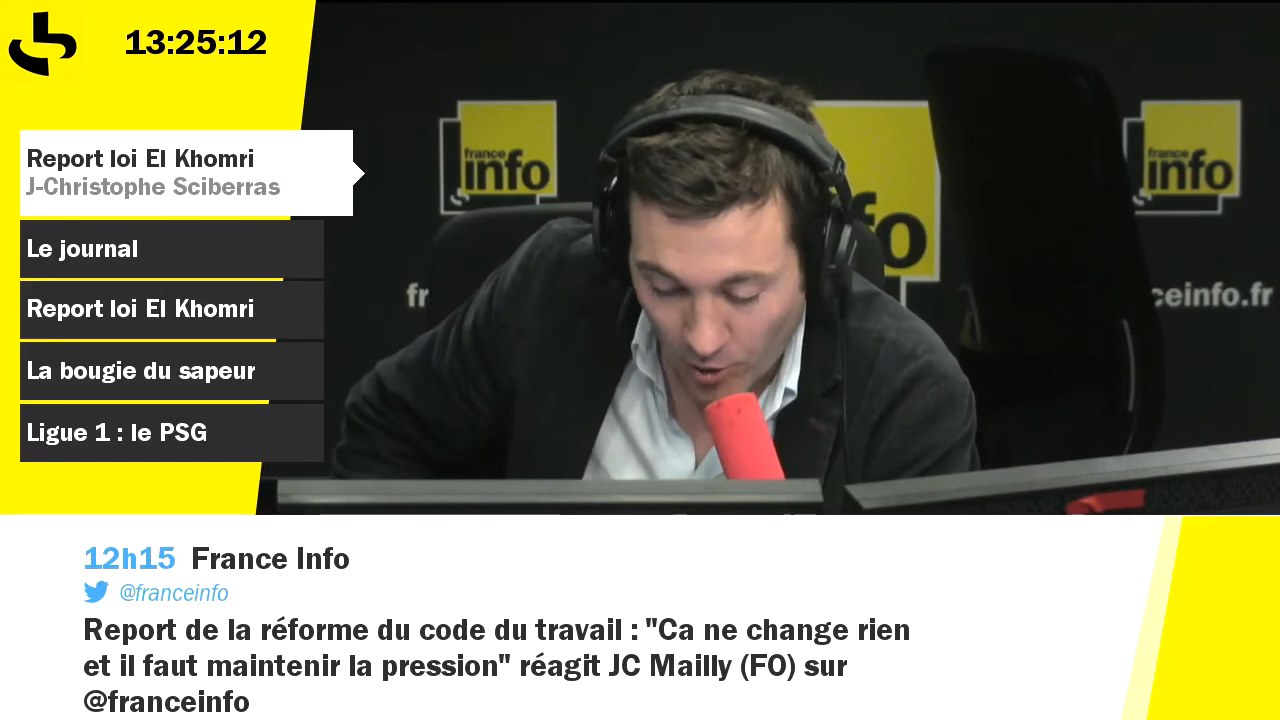 13:25:12
Report loi El Khomri
J-Christophe Sciberras
Le journal
Report loi El Khomri
La bougie du sapeur
Ligue 1 : le PSG
france
info
fo
france
info
fr
ceinfo.fr
12h15 France Info
@franceinfo
Report de la réforme du code du travail : "Ca ne change rien
et il faut maintenir la pression" réagit JC Mailly (FO) sur
@franceinfo